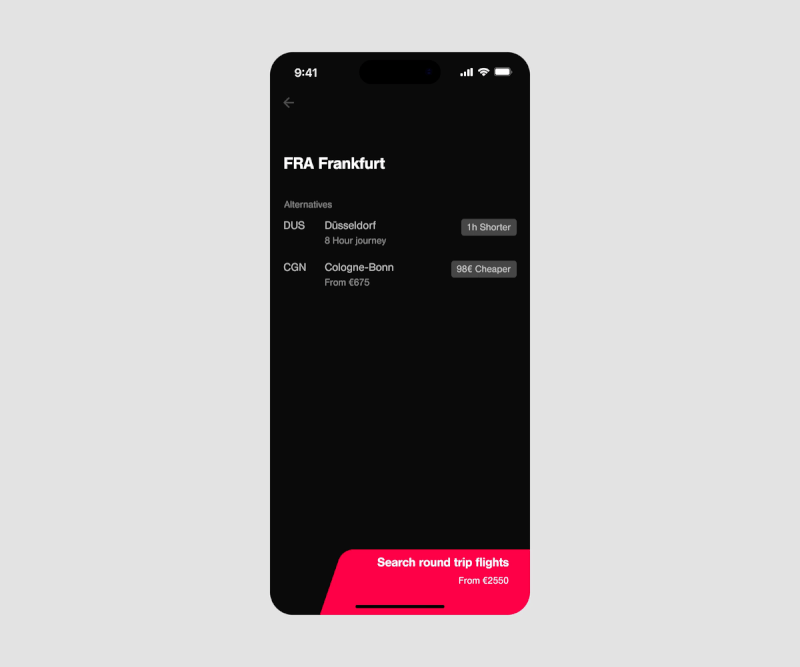 9:41
FRA Frankfurt
Alternatives
DUS Düsseldorf 1h Shorter
8 Hour journey
CGN Cologne-Bonn 98€ Cheaper
From €675
Search round trip flights
From €2550